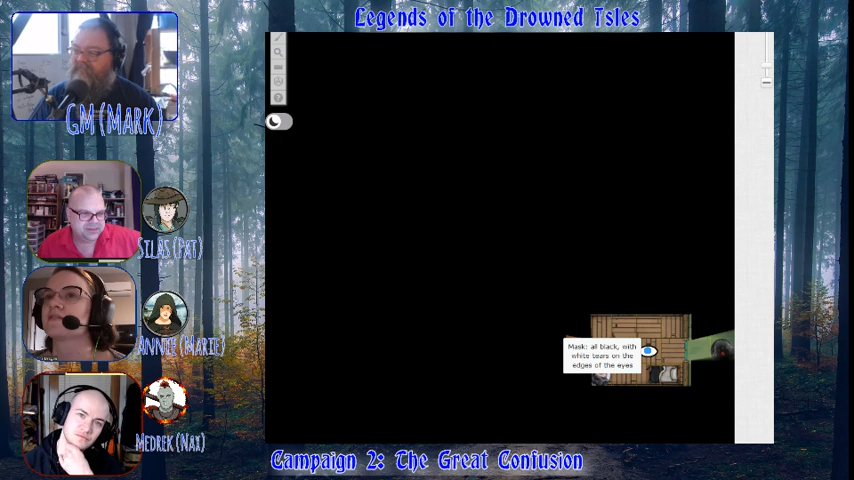 Legends of the Drowned Isles
GM (Mark)
Silas (Pat)
Annie (Marie)
Medrek (Nax)
Mask: all black, with
white tears on the
edges of the eyes
Campaign 2: The Great Confusion